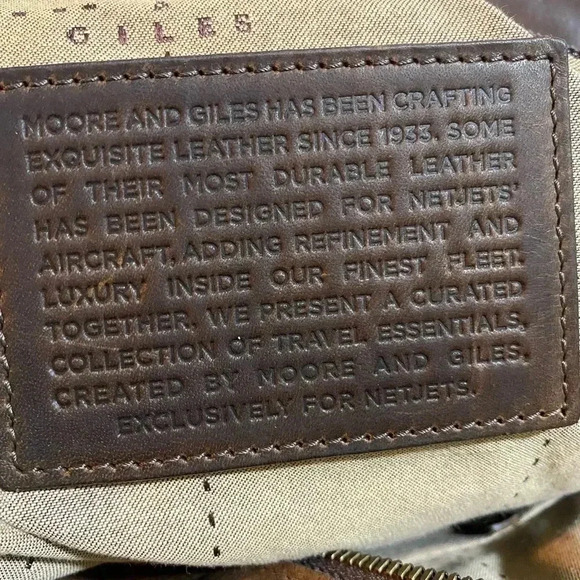 GILES
MOORE AND GILES HAS BEEN CRAFTING
EXQUISITE LEATHER SINCE 1933. SOME
OF THEIR MOST DURABLE LEATHER
HAS BEEN DESIGNED FOR NETJETS'
AIRCRAFT, ADDING REFINEMENT AND
LUXURY INSIDE OUR FINEST FLEET.
TOGETHER, WE PRESENT A CURATED
COLLECTION OF TRAVEL ESSENTIALS,
CREATED BY MOORE AND GILES,
EXCLUSIVELY FOR NETJETS.